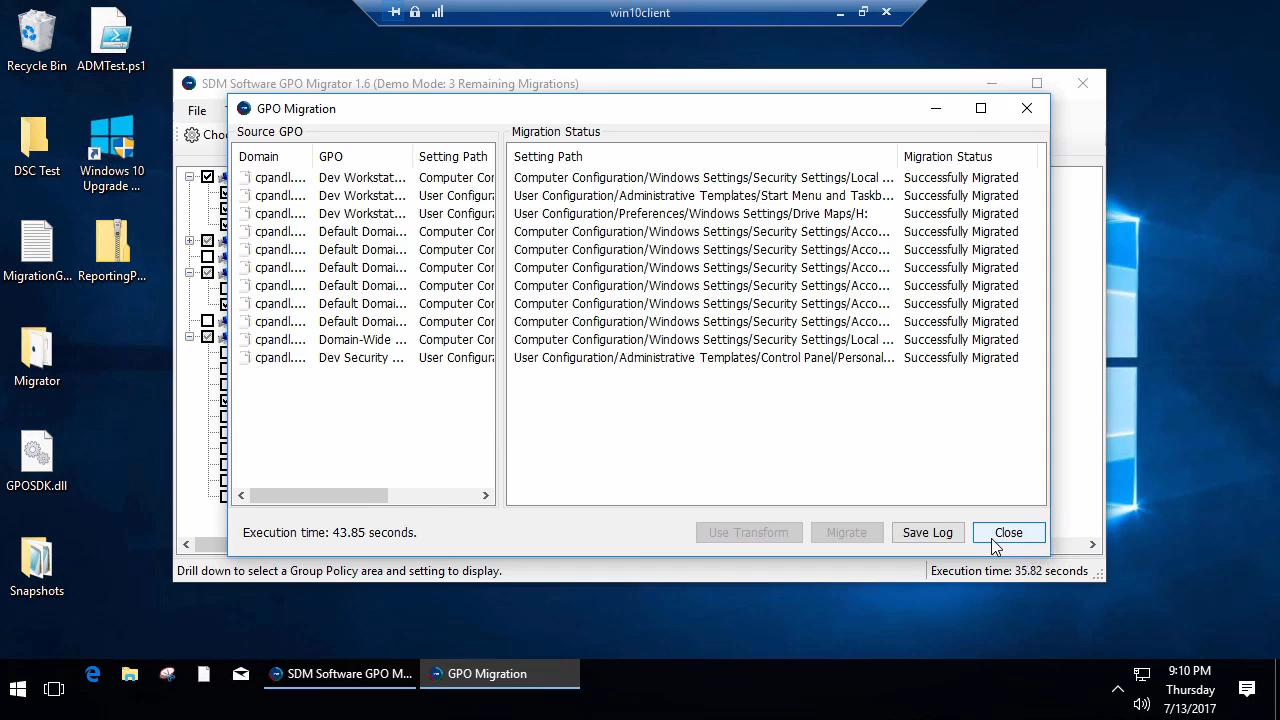 win10client
Recycle Bin
ADMTest.ps1
DSC Test
Windows 10
Upgrade ...
MigrationG...
ReportingP...
Migrator
GPOSDK.dll
Snapshots
SDM Software GPO Migrator 1.6 (Demo Mode: 3 Remaining Migrations)
File
GPO Migration
Source GPO
Migration Status
Domain GPO Setting Path
Setting Path Migration Status
cpandl.... Dev Workstat... Computer Cor
Computer Configuration/Windows Settings/Security Settings/Local ... Successfully Migrated
cpandl.... Dev Workstat... User Configura
User Configuration/Administrative Templates/Start Menu and Taskb... Successfully Migrated
cpandl.... Dev Workstat... User Configura
User Configuration/Preferences/Windows Settings/Drive Maps/H: Successfully Migrated
cpandl.... Default Domai... Computer Cor
Computer Configuration/Windows Settings/Security Settings/Acco... Successfully Migrated
cpandl.... Default Domai... Computer Cor
Computer Configuration/Windows Settings/Security Settings/Acco... Successfully Migrated
cpandl.... Default Domai... Computer Cor
Computer Configuration/Windows Settings/Security Settings/Acco... Successfully Migrated
cpandl.... Default Domai... Computer Cor
Computer Configuration/Windows Settings/Security Settings/Acco... Successfully Migrated
cpandl.... Default Domai... Computer Cor
Computer Configuration/Windows Settings/Security Settings/Acco... Successfully Migrated
cpandl.... Default Domai... Computer Cor
Computer Configuration/Windows Settings/Security Settings/Acco... Successfully Migrated
cpandl.... Domain-Wide ... Computer Cor
Computer Configuration/Windows Settings/Security Settings/Local ... Successfully Migrated
cpandl.... Dev Security ... User Configura
User Configuration/Administrative Templates/Control Panel/Personal... Successfully Migrated
Execution time: 43.85 seconds.
Use Transform
Migrate
Save Log
Close
Drill down to select a Group Policy area and setting to display.
Execution time: 35.82 seconds
SDM Software GPO M...
GPO Migration
9:10 PM
Thursday
7/13/2017